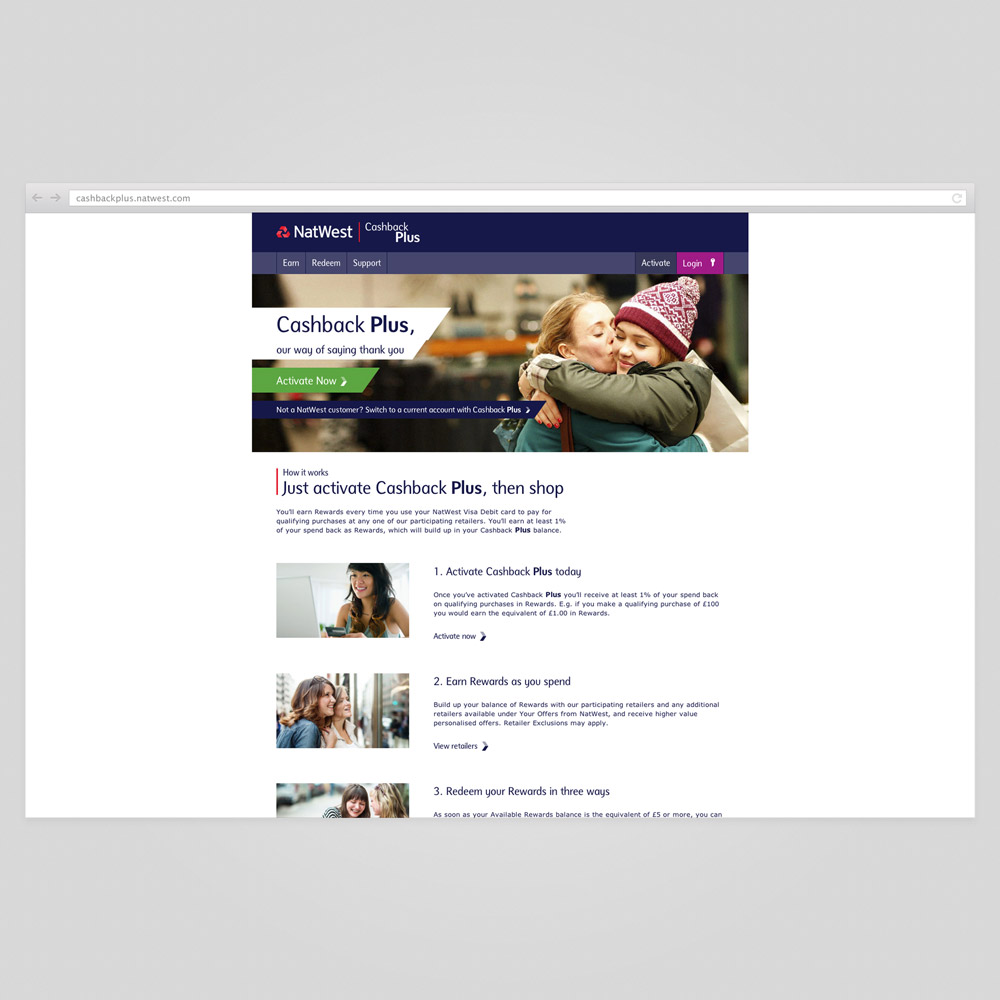 cashbackplus.natwest.com
NatWest
Cashback
Plus
Earn
Redeem
Support
Activate
Login
Cashback Plus,
our way of saying thank you
Activate Now
Not a NatWest customer? Switch to a current account with Cashback Plus
How it works
Just activate Cashback Plus, then shop
You'll earn Rewards every time you use your NatWest Visa Debit card to pay for
qualifying purchases at any one of our participating retailers. You'll earn at least 1%
of your spend back as Rewards, which will build up in your Cashback Plus balance.
1. Activate Cashback Plus today
Once you've activated Cashback Plus you'll receive at least 1% of your spend back
on qualifying purchases in Rewards. E.g. if you make a qualifying purchase of £100
you would earn the equivalent of £1.00 in Rewards.
Activate now
2. Earn Rewards as you spend
Build up your balance of Rewards with our participating retailers and any additional
retailers available under Your Offers from NatWest, and receive higher value
personalised offers. Retailer Exclusions may apply.
View retailers
3. Redeem your Rewards in three ways
As soon as your Available Rewards balance is the equivalent of £5 or more, you can